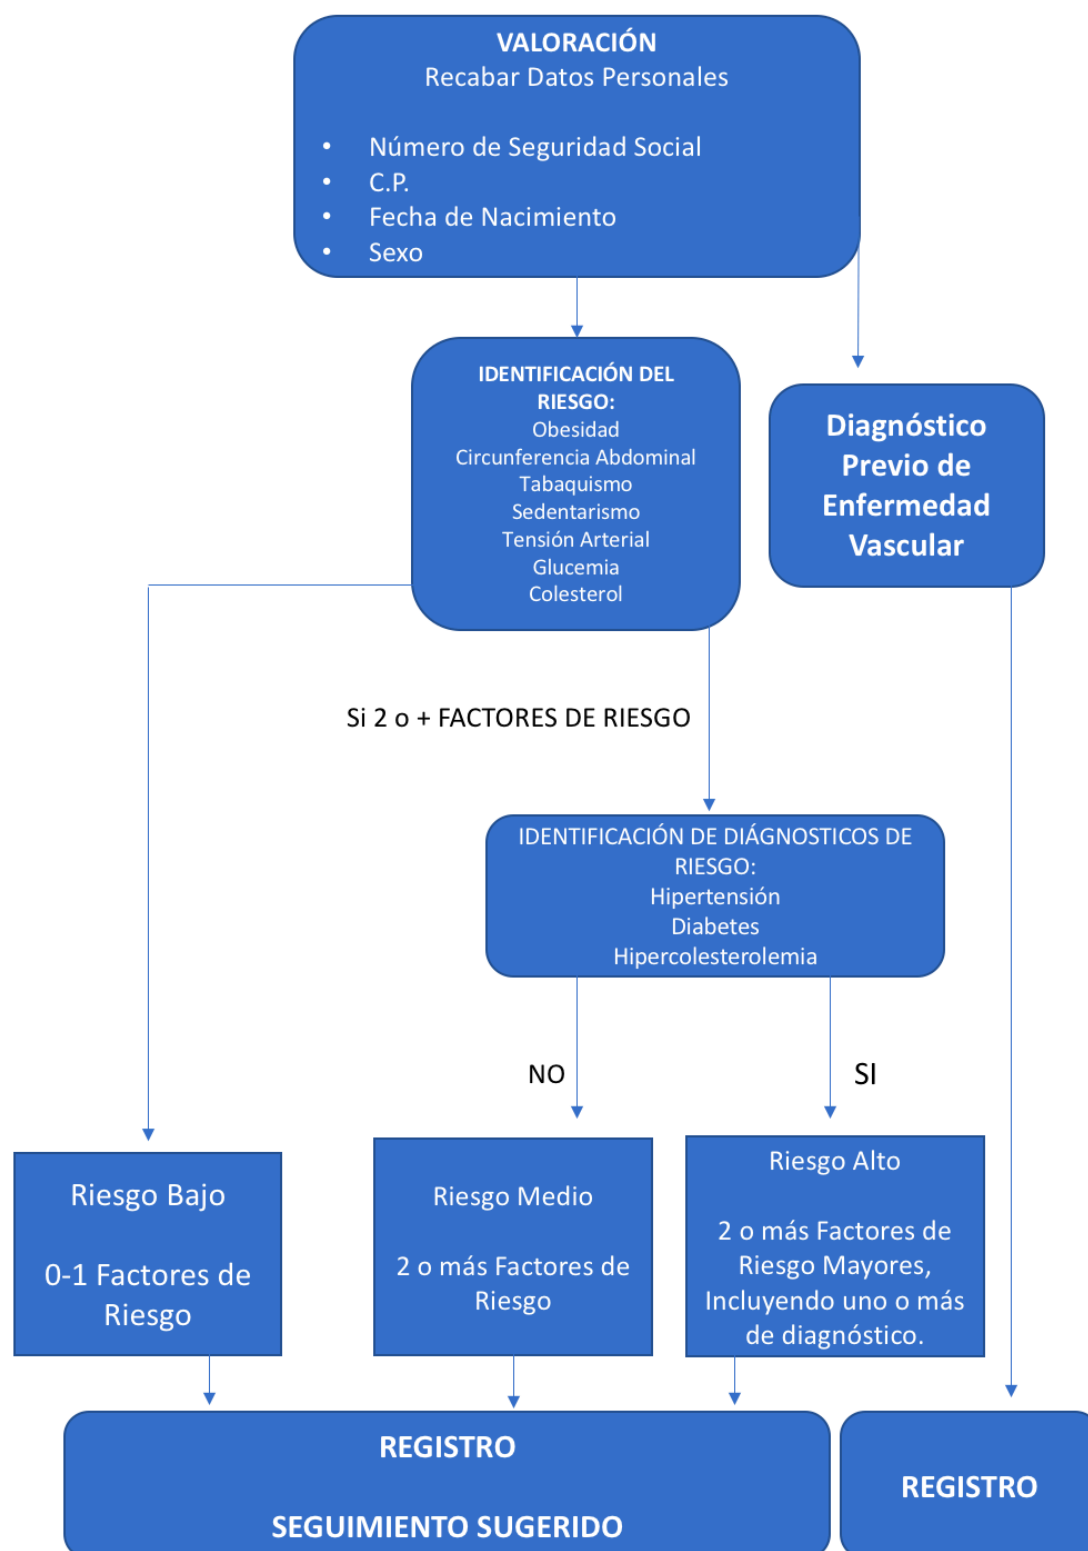 VALORACIÓN
Recabar Datos Personales
• Número de Seguridad Social
• C.P.
• Fecha de Nacimiento
• Sexo
IDENTIFICACIÓN DEL
RIESGO:
Obesidad
Circunferencia Abdominal
Tabaquismo
Sedentarismo
Tensión Arterial
Glucemia
Colesterol
Diagnóstico
Previo de
Enfermedad
Vascular
Si 2 o + FACTORES DE RIESGO
IDENTIFICACIÓN DE DIÁGNOSTICOS DE
RIESGO:
Hipertensión
Diabetes
Hipercolesterolemia
NO
SI
Riesgo Bajo
0-1 Factores de
Riesgo
Riesgo Medio
2 o más Factores de
Riesgo
Riesgo Alto
2 o más Factores de
Riesgo Mayores,
Incluyendo uno o más
de diagnóstico.
REGISTRO
SEGUIMIENTO SUGERIDO
REGISTRO